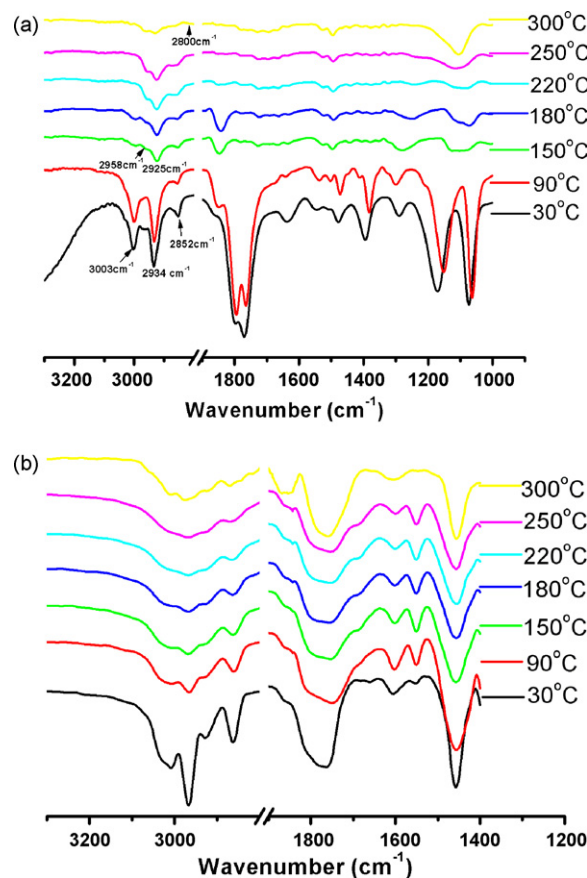 (a)
300°C
2800cm-1
250°C
220°C
180°C
2958cm-1 2925cm-1
150°C
90°C
2852cm-1
30°C
3003cm-1 2934 cm-1
3200 3000 1800 1600 1400 1200 1000
Wavenumber (cm-1)
(b)
300°C
250°C
220°C
180°C
150°C
90°C
30°C
3200 3000 1800 1600 1400 1200
Wavenumber (cm-1)